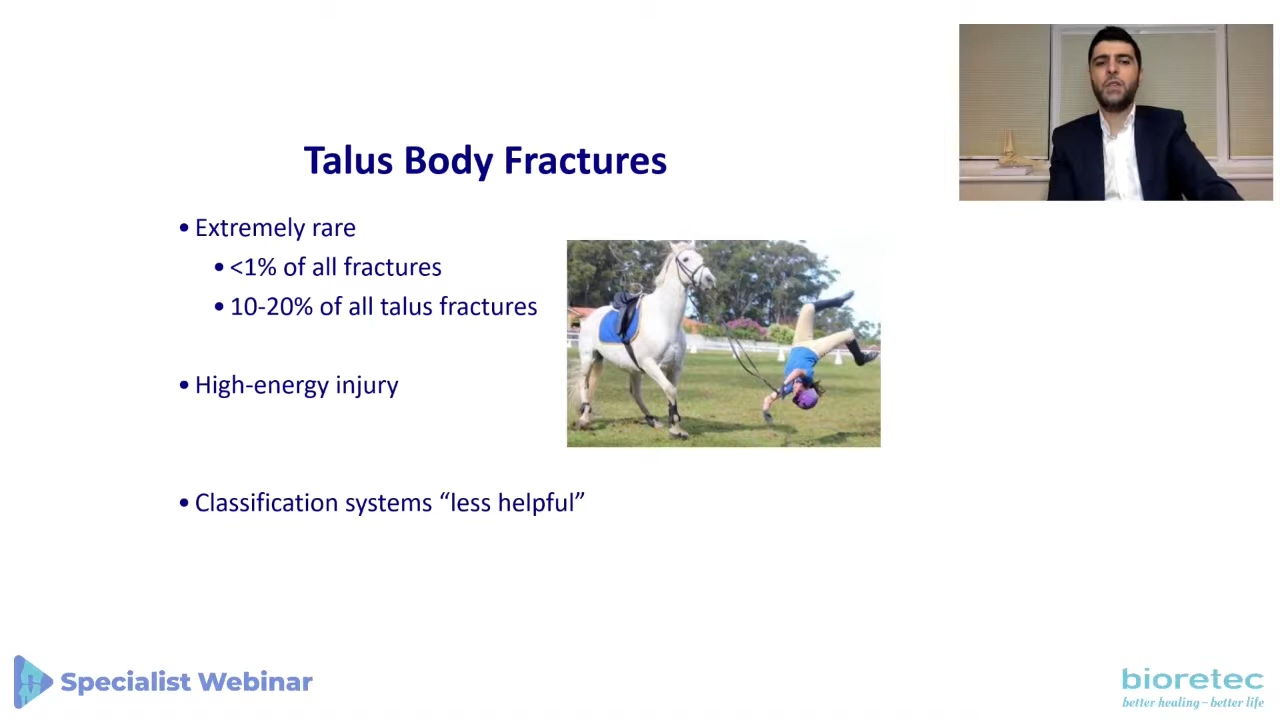 Talus Body Fractures
• Extremely rare
• <1% of all fractures
• 10-20% of all talus fractures
• High-energy injury
• Classification systems “less helpful”
Specialist Webinar
bioretec
better healing – better life